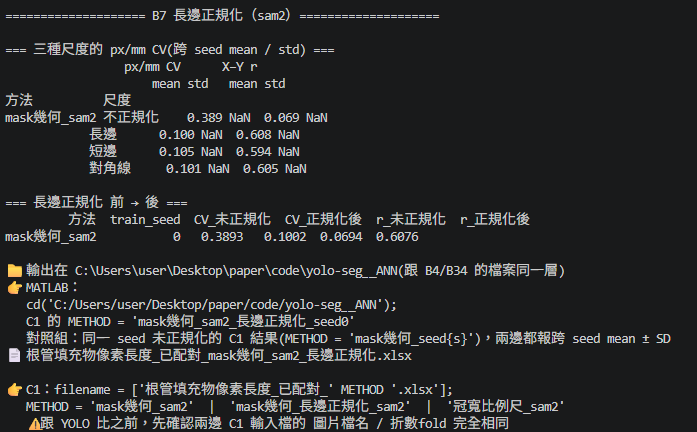 ==================== B7 長邊正規化（sam2）====================
=== 三種尺度的 px/mm CV(跨 seed mean / std) ===
px/mm CV X–Y r
mean std mean std
方法 尺度
mask幾何_sam2 不正規化 0.389 NaN 0.069 NaN
長邊 0.100 NaN 0.608 NaN
短邊 0.105 NaN 0.594 NaN
對角線 0.101 NaN 0.605 NaN
=== 長邊正規化 前 → 後 ===
方法 train_seed CV_未正規化 CV_正規化後 r_未正規化 r_正規化後
mask幾何_sam2 0 0.3893 0.1002 0.0694 0.6076
📁 輸出在 C:\Users\user\Desktop\paper\code\yolo-seg__ANN(跟 B4/B34 的檔案同一層)
👉 MATLAB：
cd('C:/Users/user/Desktop/paper/code/yolo-seg__ANN');
C1 的 METHOD = 'mask幾何_sam2_長邊正規化_seed0'
對照組：同一 seed 未正規化的 C1 結果(METHOD = 'mask幾何_seed{s}')，兩邊都報跨 seed mean ± SD
📄 根管填充物像素長度_已配對_mask幾何_sam2_長邊正規化.xlsx
👉 C1：filename = ['根管填充物像素長度_已配對_' METHOD '.xlsx'];
METHOD = 'mask幾何_sam2' | 'mask幾何_長邊正規化_sam2' | '冠寬比例尺_sam2'
⚠️跟 YOLO 比之前，先確認兩邊 C1 輸入檔的 圖片檔名 / 折數fold 完全相同